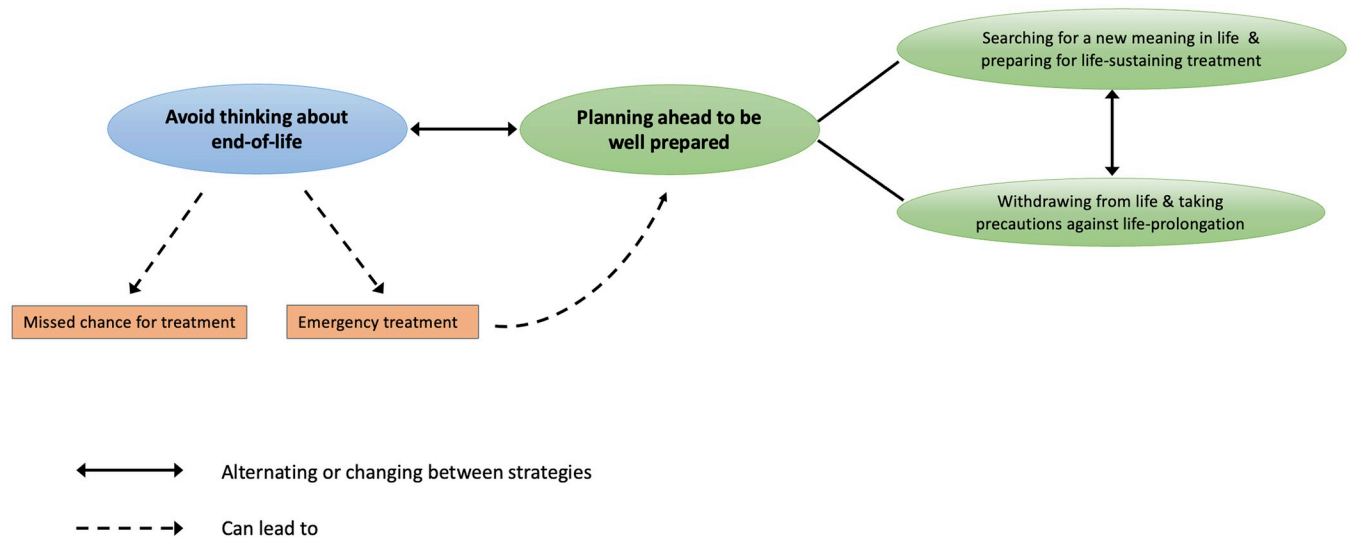 Searching for a new meaning in life &
preparing for life-sustaining treatment
Avoid thinking about
end-of-life
Planning ahead to be
well prepared
Withdrawing from life & taking
precautions against life-prolongation
Missed chance for treatment
Emergency treatment
Alternating or changing between strategies
Can lead to